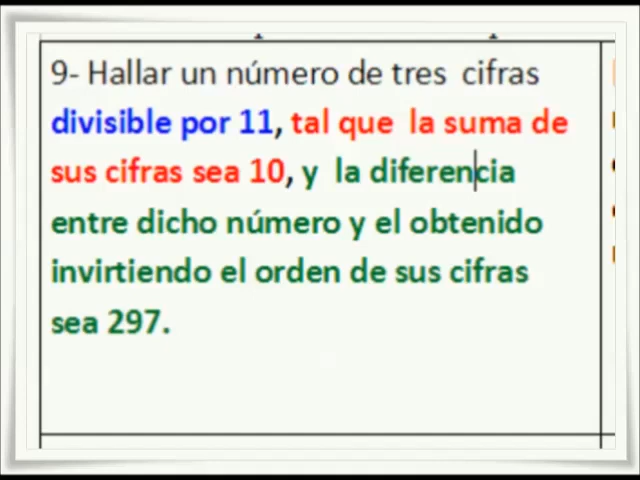 9- Hallar un número de tres cifras
divisible por 11, tal que la suma de
sus cifras sea 10, y la diferencia
entre dicho número y el obtenido
invirtiendo el orden de sus cifras
sea 297.